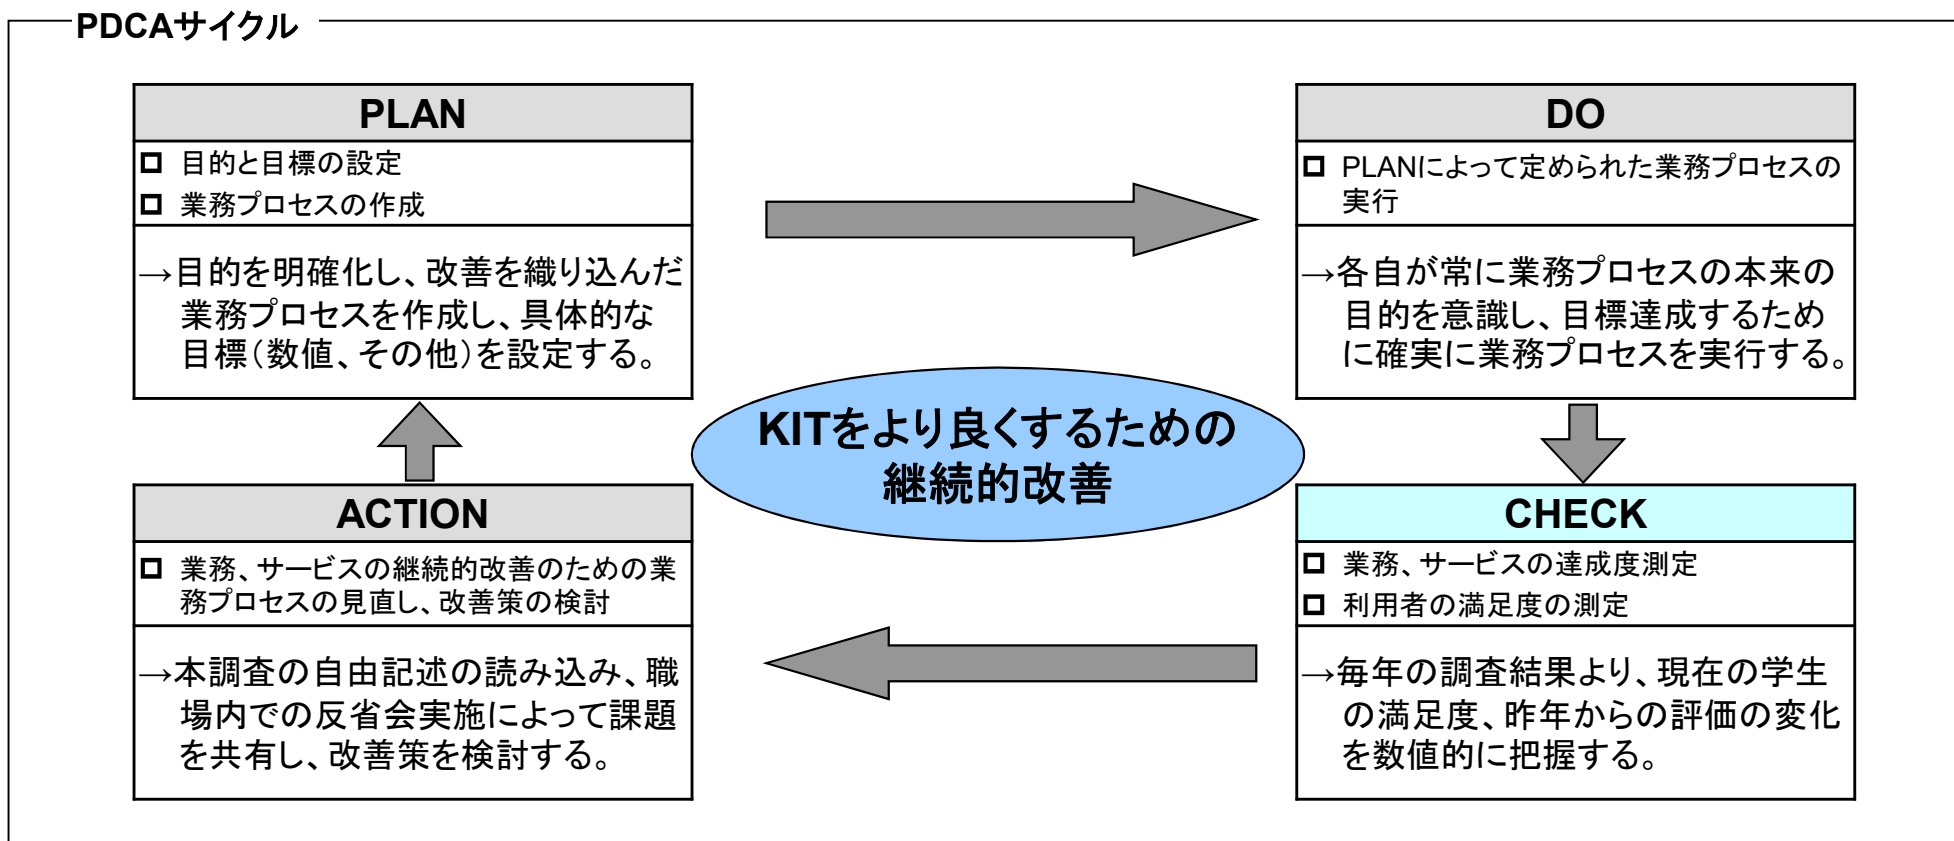 PDCAサイクル
PLAN
目的と目標の設定
業務プロセスの作成
→目的を明確化し、改善を織り込んだ
業務プロセスを作成し、具体的な
目標(数値、その他)を設定する。
DO
PLANによって定められた業務プロセスの
実行
→各自が常に業務プロセスの本来の
目的を意識し、目標達成するため
に確実に業務プロセスを実行する。
KITをより良くするための
継続的改善
ACTION
業務、サービスの継続的改善のための業
務プロセスの見直し、改善策の検討
→本調査の自由記述の読み込み、職
場内での反省会実施によって課題
を共有し、改善策を検討する。
CHECK
業務、サービスの達成度測定
利用者の満足度の測定
→毎年の調査結果より、現在の学生
の満足度、昨年からの評価の変化
を数値的に把握する。